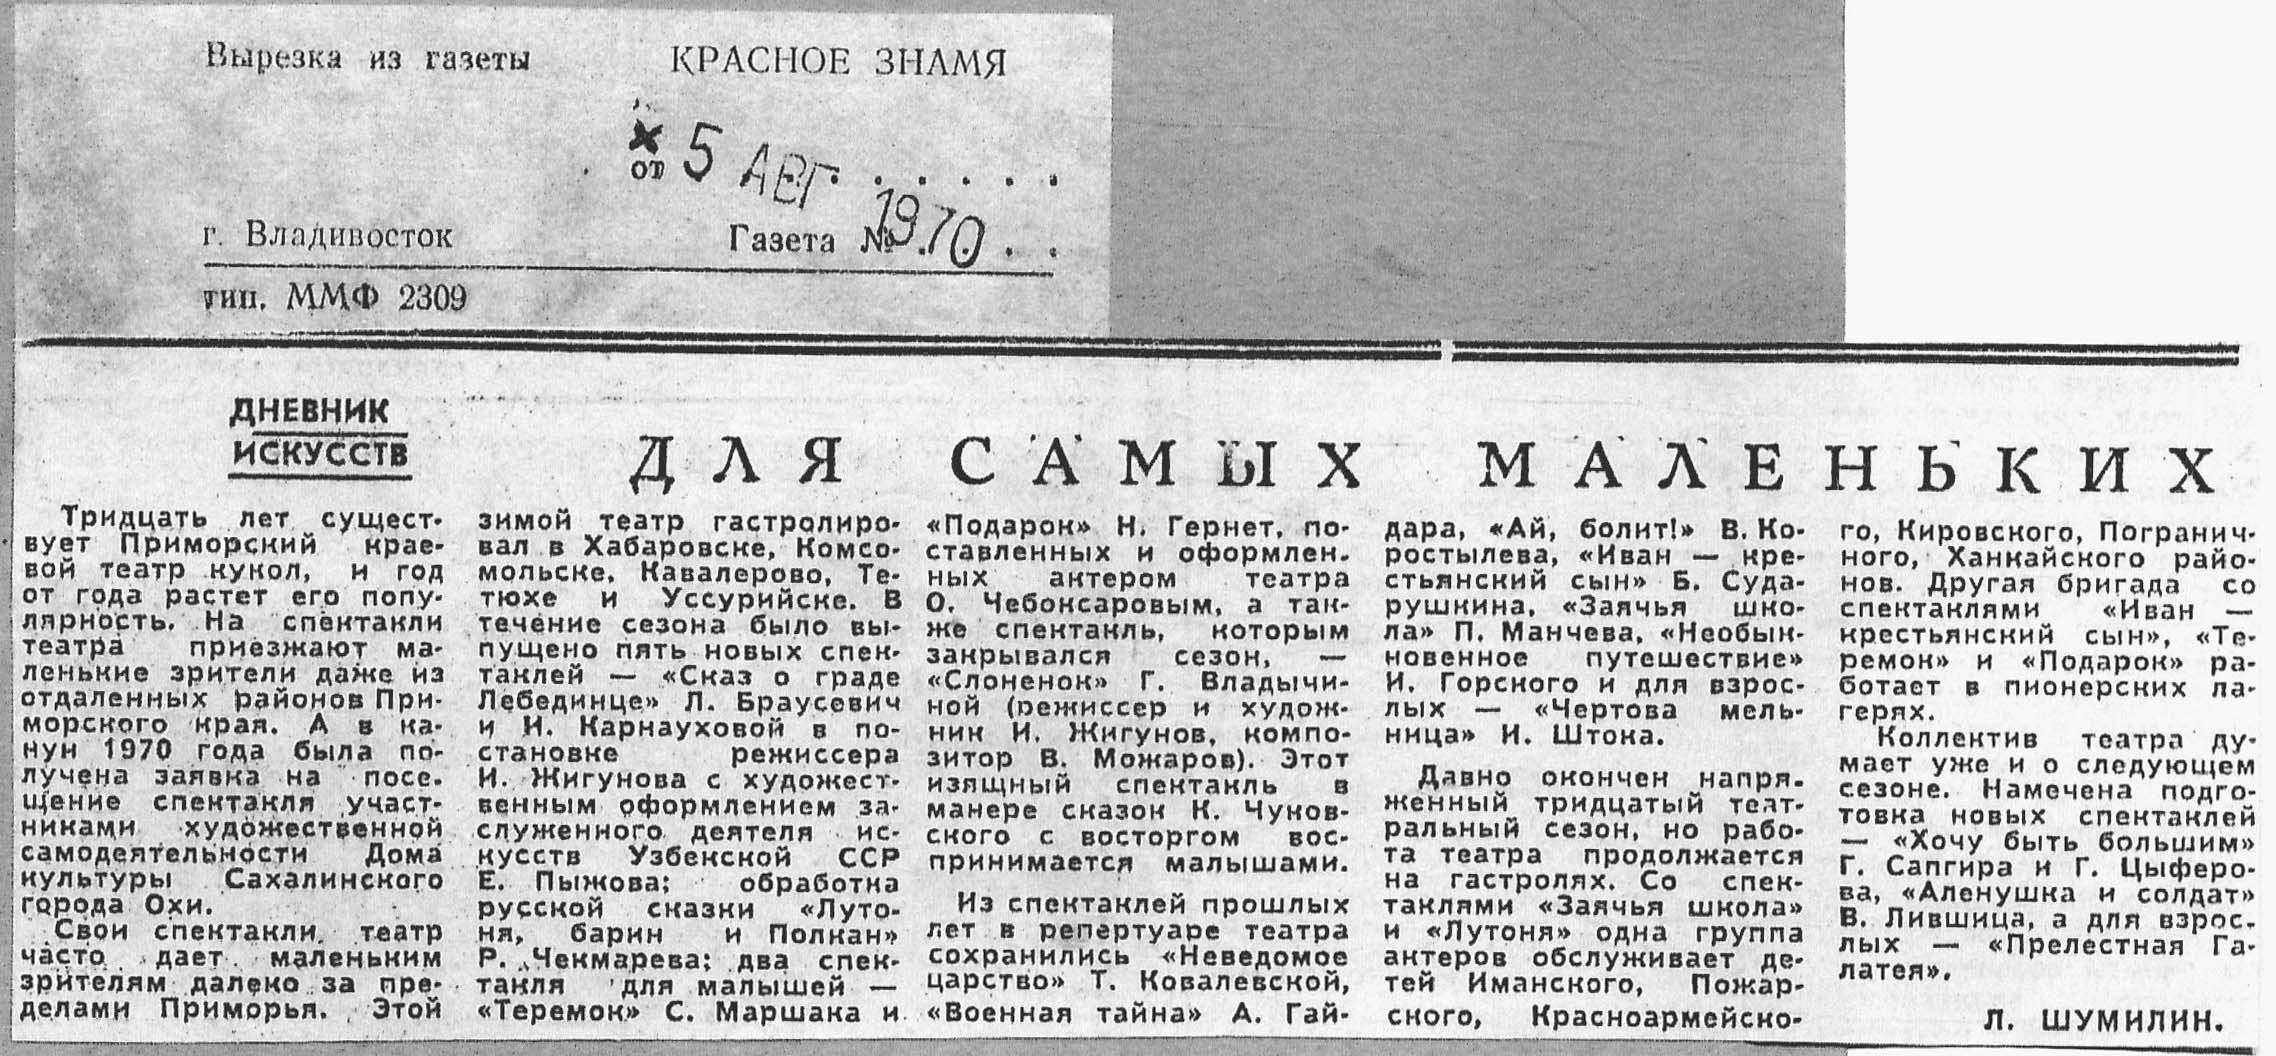 Вырезка из газеты
КРАСНОЕ ЗНАМЯ
от 5 АВГ 1970
г. Владивосток
Газета №
тип. ММФ 2309
ДНЕВНИК
ИСКУССТВ
ДЛЯ САМЫХ МАЛЕНЬКИХ
Тридцать лет сущест-
вует Приморский крае-
вой театр кукол, и год
от года растет его попу-
лярность. На спектакли
театра приезжают ма-
ленькие зрители даже из
отдаленных районов При-
морского края. А в ка-
нун 1970 года была по-
лучена заявка на посе-
щение спектакля участ-
никами художественной
самодеятельности Дома
культуры Сахалинского
города Охи.
Свои спектакли театр
часто дает маленьким
зрителям далеко за пре-
делами Приморья. Этой
зимой театр гастролиро-
вал в Хабаровске, Комсо-
мольске, Кавалерово, Те-
тюхе и Уссурийске. В
течение сезона было вы-
пущено пять новых спек-
таклей — «Сказ о граде
Лебединце» Л. Браусевич
и И. Карнауховой в по-
становке режиссера
И. Жигунова с художест-
венным оформлением за-
служенного деятеля ис-
кусств Узбекской ССР
Е. Пыжова; обработка
русской сказки «Луто-
ня, барин и Полкан»
Р. Чекмарева; два спек-
такля для малышей —
«Теремок» С. Маршака и
«Подарок» Н. Гернет, по-
ставленных и оформлен-
ных актером театра
О. Чебоксаровым, а так-
же спектакль, которым
закрывался сезон, —
«Слоненок» Г. Владычи-
ной (режиссер и худож-
ник И. Жигунов, компо-
зитор В. Можаров). Этот
изящный спектакль в
манере сказок К. Чуков-
ского с восторгом вос-
принимается малышами.
Из спектаклей прошлых
лет в репертуаре театра
сохранились «Неведомое
царство» Т. Ковалевской,
«Военная тайна» А. Гай-
дара, «Ай, болит!» В. Ко-
ростылева, «Иван — кре-
стьянский сын» Б. Суда-
рушкина, «Заячья шко-
ла» П. Манчева, «Необык-
новенное путешествие»
И. Горского и для взрос-
лых — «Чертова мель-
ница» И. Штока.
Давно окончен напря-
женный тридцатый теат-
ральный сезон, но рабо-
та театра продолжается
на гастролях. Со спек-
таклями «Заячья школа»
и «Лутоня» одна группа
актеров обслуживает де-
тей Иманского, Пожар-
ского, Красноармейско-
го, Кировского, Погранич-
ного, Ханкайского райо-
нов. Другая бригада со
спектаклями «Иван —
крестьянский сын», «Те-
ремок» и «Подарок» ра-
ботает в пионерских ла-
герях.
Коллектив театра ду-
мает уже и о следующем
сезоне. Намечена подго-
товка новых спектаклей
— «Хочу быть большим»
Г. Сапгира и Г. Цыферо-
ва, «Аленушка и солдат»
В. Лившица, а для взрос-
лых — «Прелестная Га-
латея».
Л. ШУМИЛИН.